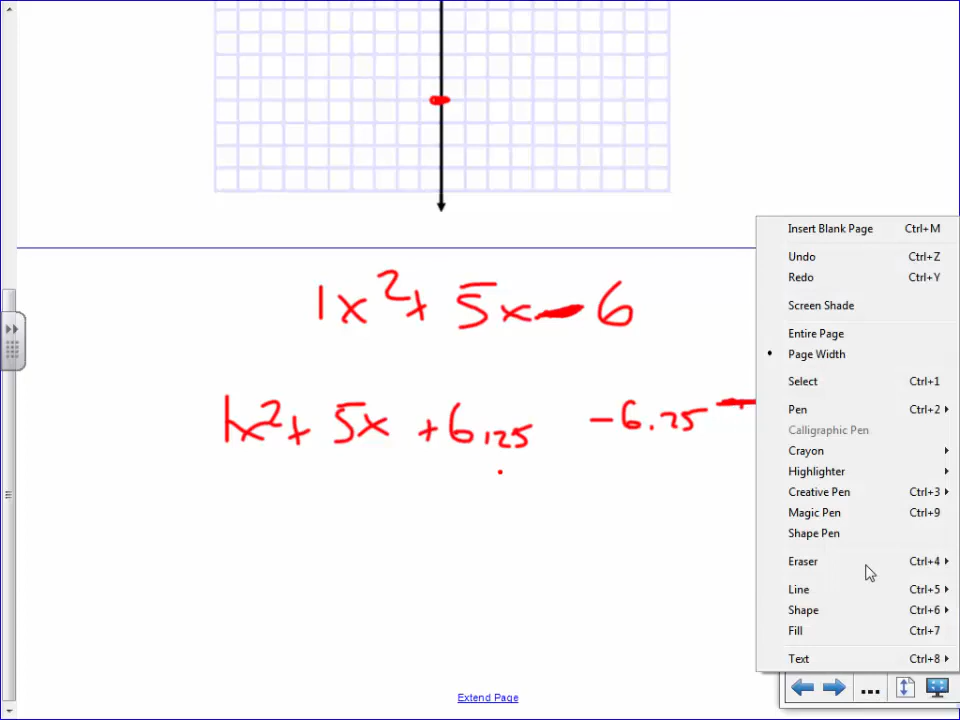 1x²+ 5x-6
1x²+ 5x +6.25 -6.25 -
Insert Blank Page Ctrl+M
Undo Ctrl+Z
Redo Ctrl+Y
Screen Shade
Entire Page
Page Width
Select Ctrl+1
Pen Ctrl+2
Calligraphic Pen
Crayon
Highlighter
Creative Pen Ctrl+3
Magic Pen Ctrl+9
Shape Pen
Eraser Ctrl+4
Line Ctrl+5
Shape Ctrl+6
Fill Ctrl+7
Text Ctrl+8
Extend Page